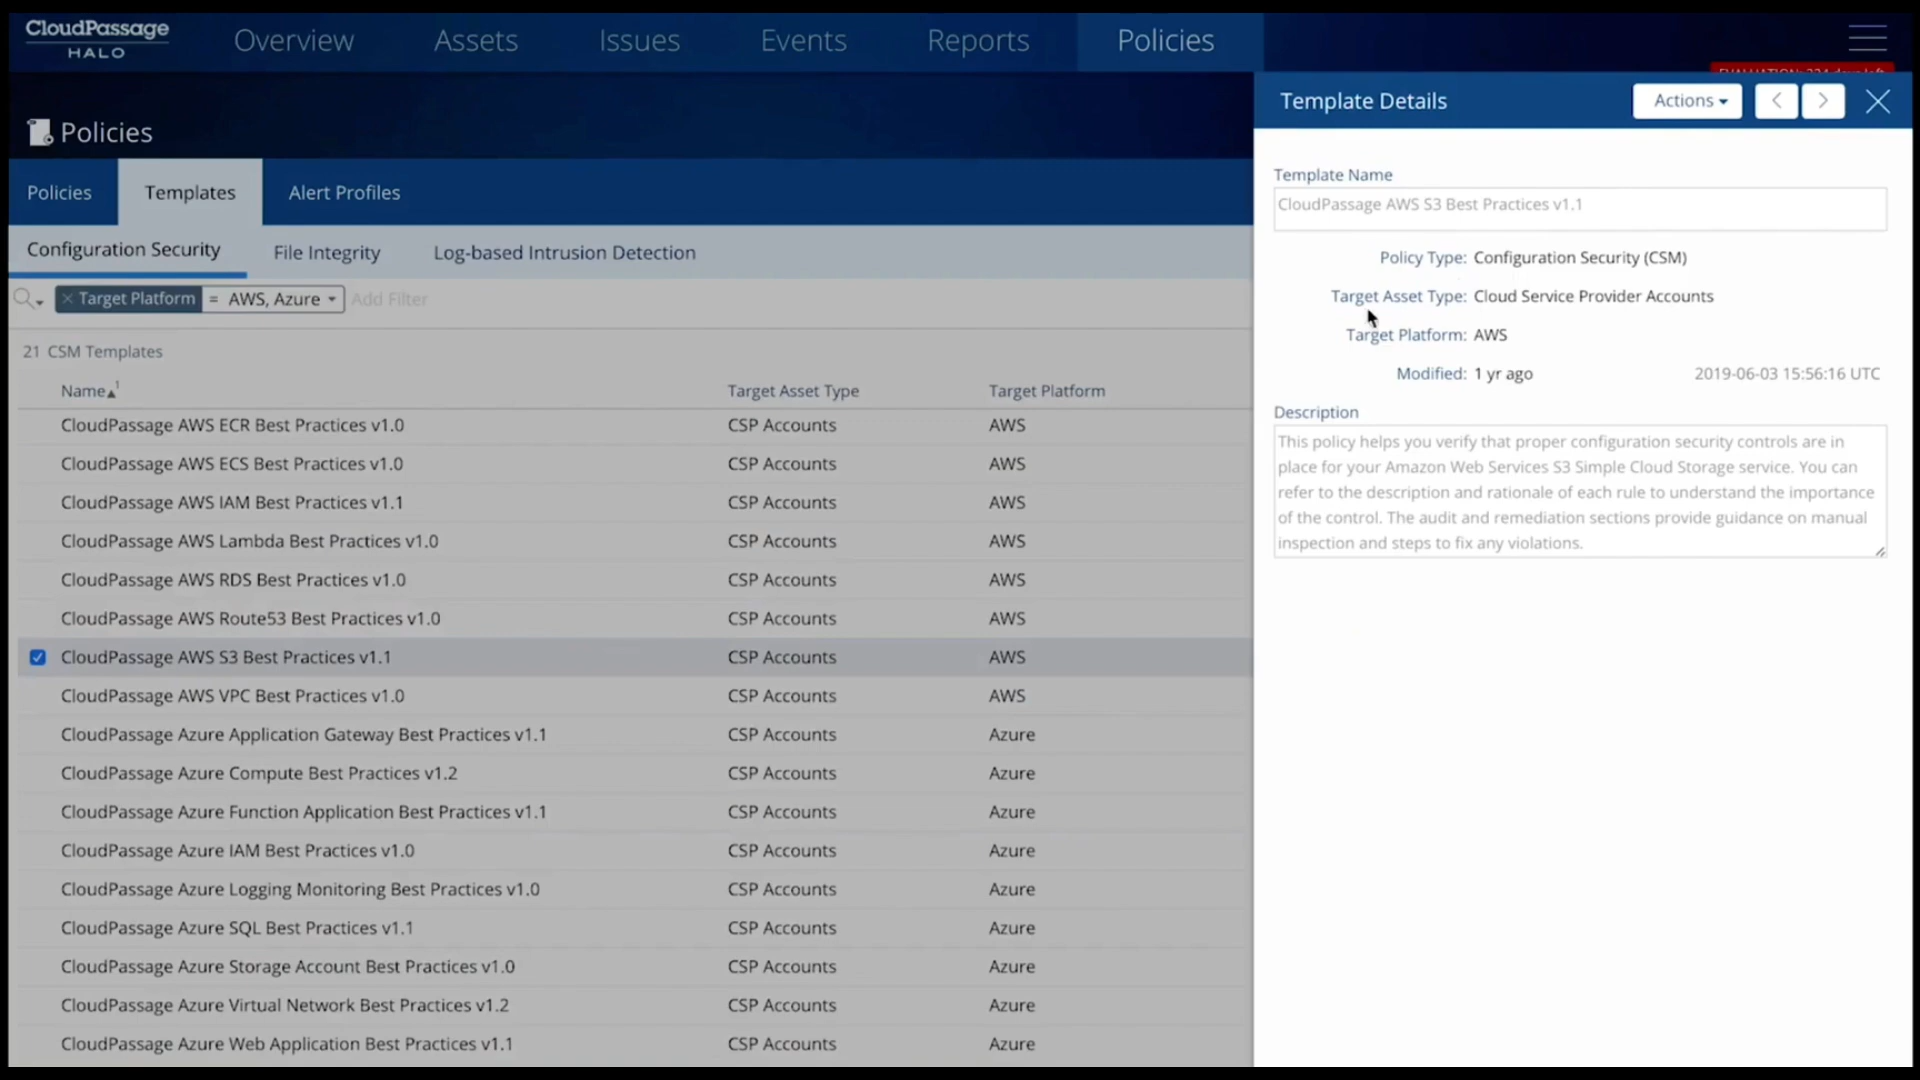 CloudPassage
HALO
Overview
Assets
Issues
Events
Reports
Policies
Policies
Policies
Templates
Alert Profiles
Configuration Security
File Integrity
Log-based Intrusion Detection
× Target Platform = AWS, Azure
Add Filter
21 CSM Templates
Name 1 Target Asset Type Target Platform
CloudPassage AWS ECR Best Practices v1.0 CSP Accounts AWS
CloudPassage AWS ECS Best Practices v1.0 CSP Accounts AWS
CloudPassage AWS IAM Best Practices v1.1 CSP Accounts AWS
CloudPassage AWS Lambda Best Practices v1.0 CSP Accounts AWS
CloudPassage AWS RDS Best Practices v1.0 CSP Accounts AWS
CloudPassage AWS Route53 Best Practices v1.0 CSP Accounts AWS
CloudPassage AWS S3 Best Practices v1.1 CSP Accounts AWS
CloudPassage AWS VPC Best Practices v1.0 CSP Accounts AWS
CloudPassage Azure Application Gateway Best Practices v1.1 CSP Accounts Azure
CloudPassage Azure Compute Best Practices v1.2 CSP Accounts Azure
CloudPassage Azure Function Application Best Practices v1.1 CSP Accounts Azure
CloudPassage Azure IAM Best Practices v1.0 CSP Accounts Azure
CloudPassage Azure Logging Monitoring Best Practices v1.0 CSP Accounts Azure
CloudPassage Azure SQL Best Practices v1.1 CSP Accounts Azure
CloudPassage Azure Storage Account Best Practices v1.0 CSP Accounts Azure
CloudPassage Azure Virtual Network Best Practices v1.2 CSP Accounts Azure
CloudPassage Azure Web Application Best Practices v1.1 CSP Accounts Azure
Template Details
Actions
Template Name
CloudPassage AWS S3 Best Practices v1.1
Policy Type: Configuration Security (CSM)
Target Asset Type: Cloud Service Provider Accounts
Target Platform: AWS
Modified: 1 yr ago 2019-06-03 15:56:16 UTC
Description
This policy helps you verify that proper configuration security controls are in
place for your Amazon Web Services S3 Simple Cloud Storage service. You can
refer to the description and rationale of each rule to understand the importance
of the control. The audit and remediation sections provide guidance on manual
inspection and steps to fix any violations.